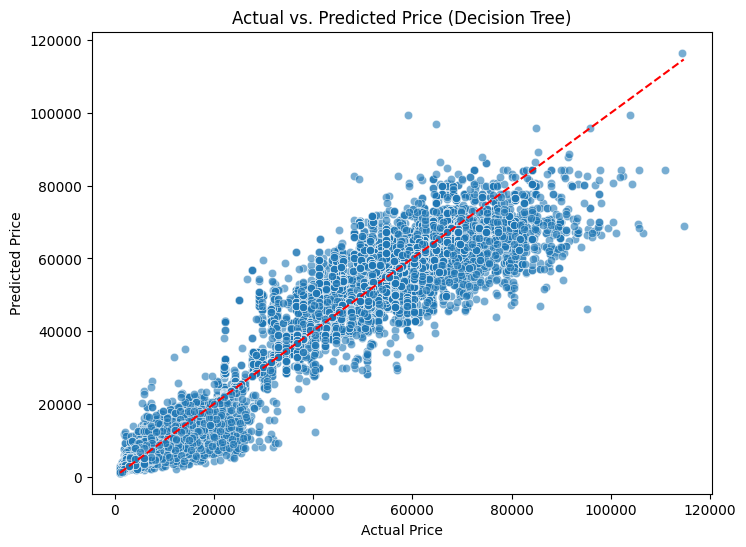 Actual vs. Predicted Price (Decision Tree)
120000
100000
80000
60000
40000
20000
0
Predicted Price
0 20000 40000 60000 80000 100000 120000
Actual Price